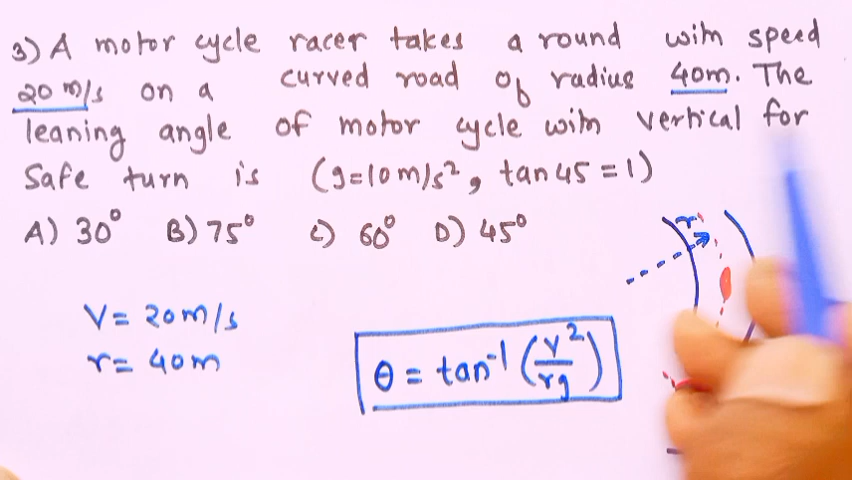 3) A motor cycle racer takes a round with speed
20 m/s on a curved road of radius 40m. The
leaning angle of motor cycle with vertical for
Safe turn is (g=10m/s², tan45=1)
A) 30° B) 75° C) 60° D) 45°
r
V= 20m/s
r= 40m
θ = tan⁻¹ (v²/rg)